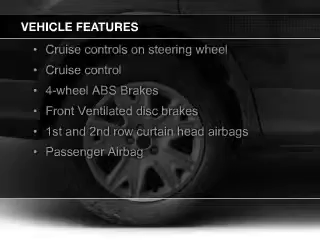 VEHICLE FEATURES
• Cruise controls on steering wheel
• Cruise control
• 4-wheel ABS Brakes
• Front Ventilated disc brakes
• 1st and 2nd row curtain head airbags
• Passenger Airbag